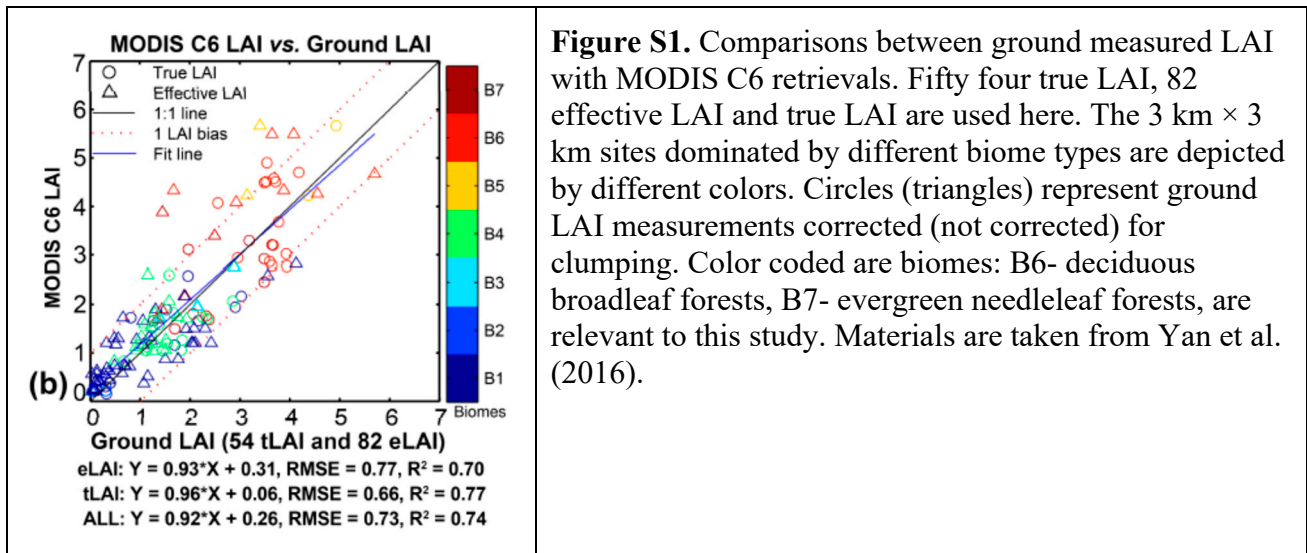 MODIS C6 LAI vs. Ground LAI
7
6
5
4
3
2
1
0
MODIS C6 LAI
True LAI
Effective LAI
1:1 line
1 LAI bias
Fit line
(b)
0 1 2 3 4 5 6 7
Ground LAI (54 tLAI and 82 eLAI)
B7
B6
B5
B4
B3
B2
B1
Biomes
eLAI: Y = 0.93*X + 0.31, RMSE = 0.77, R² = 0.70
tLAI: Y = 0.96*X + 0.06, RMSE = 0.66, R² = 0.77
ALL: Y = 0.92*X + 0.26, RMSE = 0.73, R² = 0.74
Figure S1. Comparisons between ground measured LAI
with MODIS C6 retrievals. Fifty four true LAI, 82
effective LAI and true LAI are used here. The 3 km × 3
km sites dominated by different biome types are depicted
by different colors. Circles (triangles) represent ground
LAI measurements corrected (not corrected) for
clumping. Color coded are biomes: B6- deciduous
broadleaf forests, B7- evergreen needleleaf forests, are
relevant to this study. Materials are taken from Yan et al.
(2016).